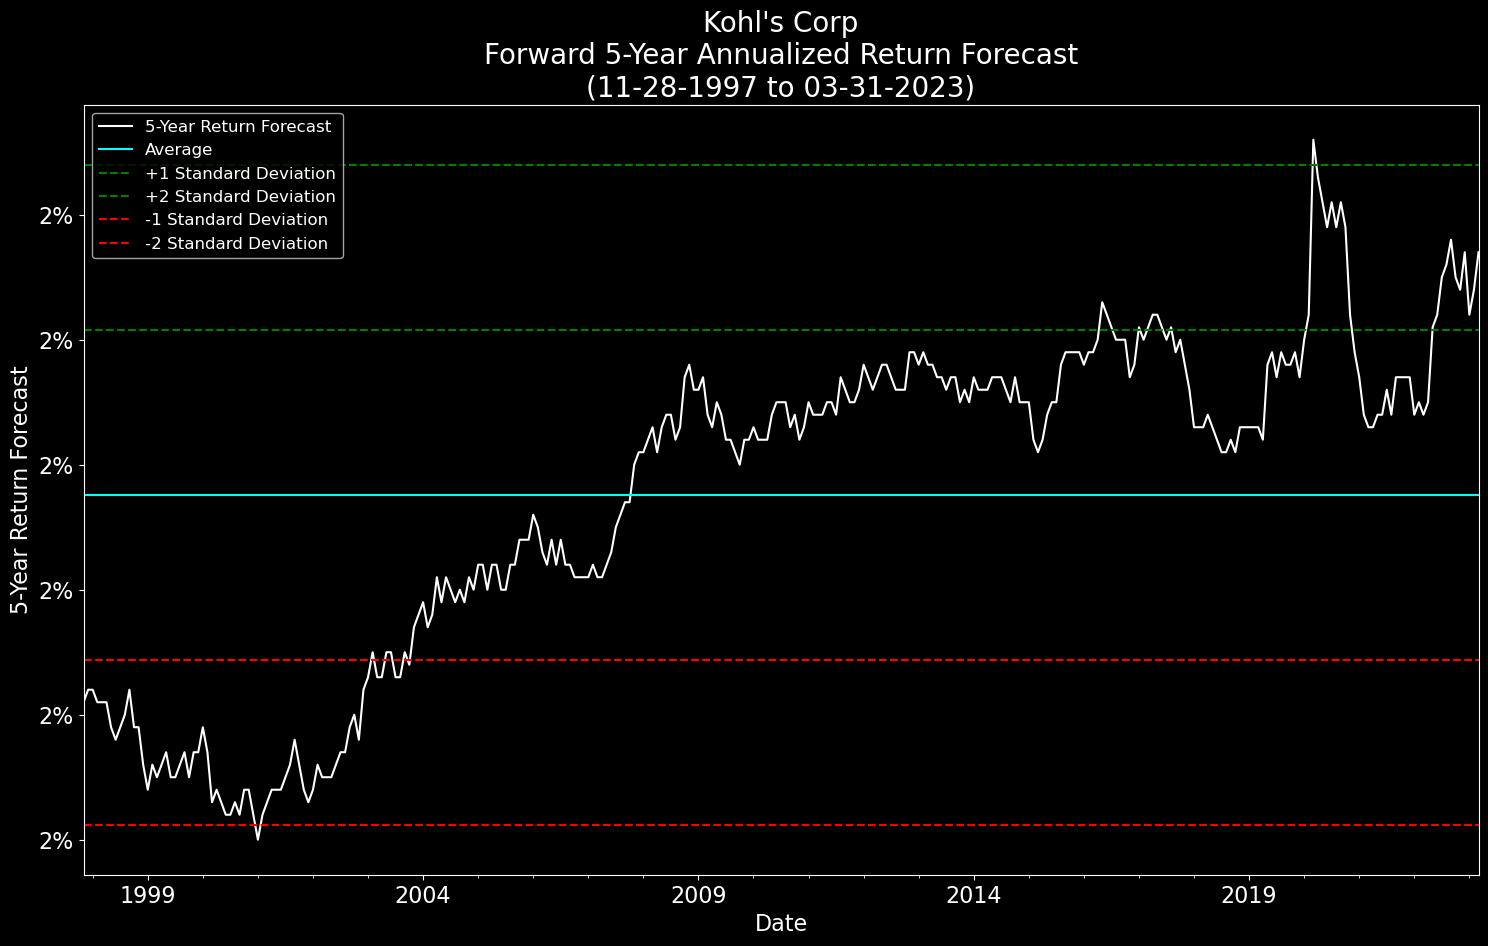 Kohl's Corp
Forward 5-Year Annualized Return Forecast
(11-28-1997 to 03-31-2023)
5-Year Return Forecast
Average
+1 Standard Deviation
+2 Standard Deviation
-1 Standard Deviation
-2 Standard Deviation
2%
2%
2%
2%
2%
2%
5-Year Return Forecast
1999 2004 2009 2014 2019
Date